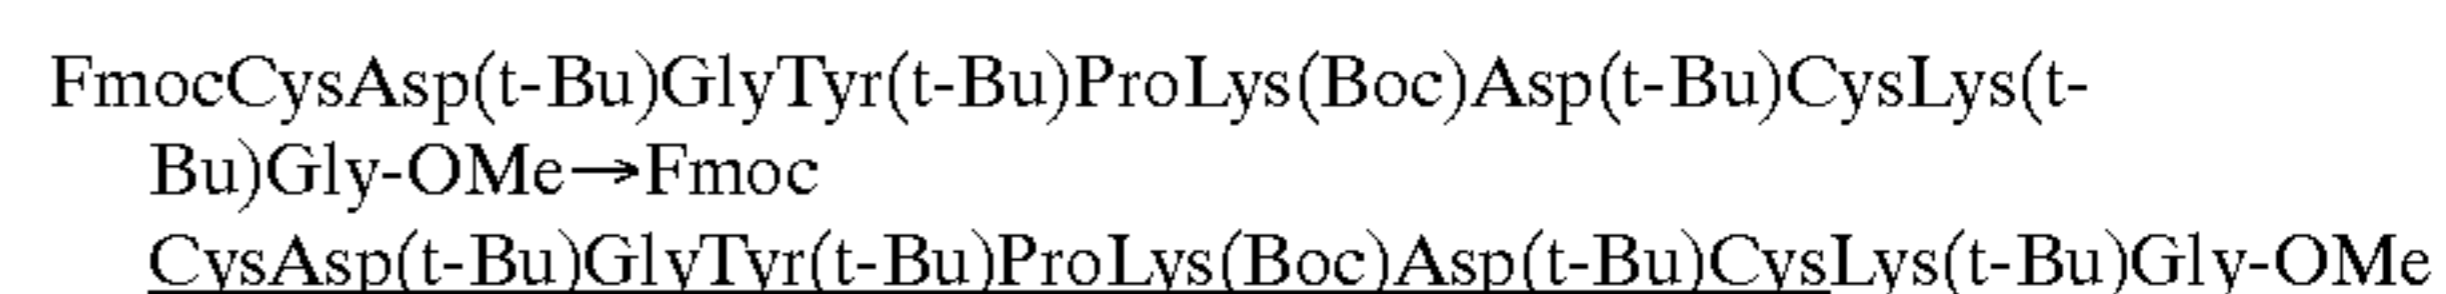 FmocCysAsp(t-Bu)GlyTyr(t-Bu)ProLys(Boc)Asp(t-Bu)CysLys(t-
Bu)Gly-OMe→Fmoc
CysAsp(t-Bu)GlyTyr(t-Bu)ProLys(Boc)Asp(t-Bu)CysLys(t-Bu)Gly-OMe